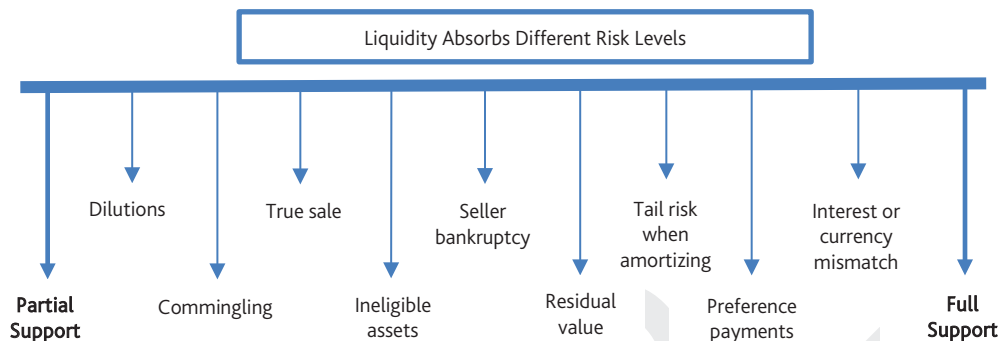 Liquidity Absorbs Different Risk Levels
Partial
Support
Dilutions
Commingling
True sale
Ineligible
assets
Seller
bankruptcy
Residual
value
Tail risk
when
amortizing
Preference
payments
Interest or
currency
mismatch
Full
Support